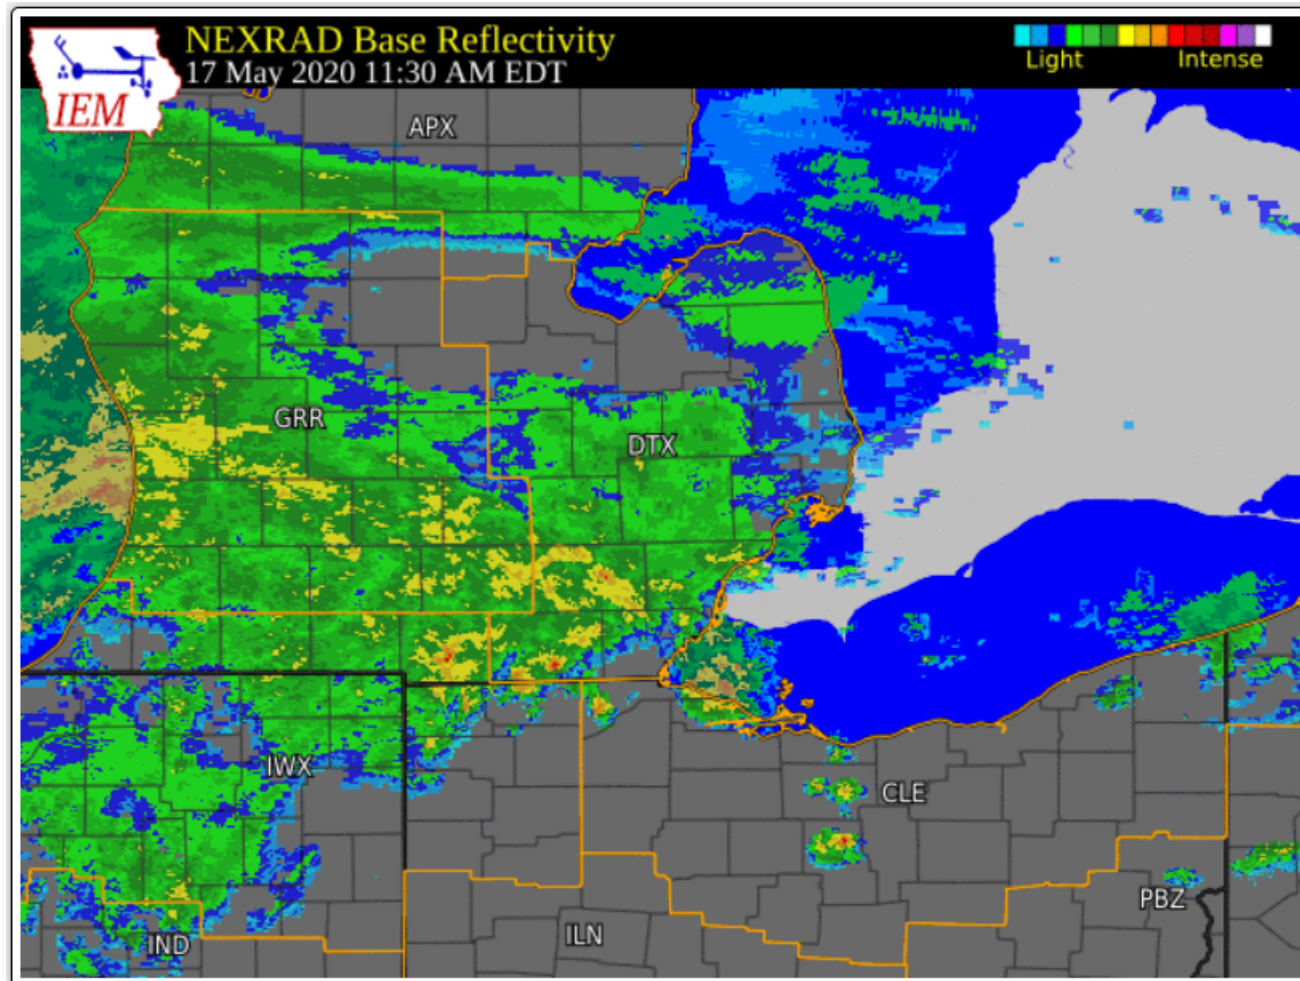 NEXRAD Base Reflectivity
17 May 2020 11:30 AM EDT
Light Intense
IEM
APX
GRR
DTX
IWX
CLE
PBZ
ILN
IND